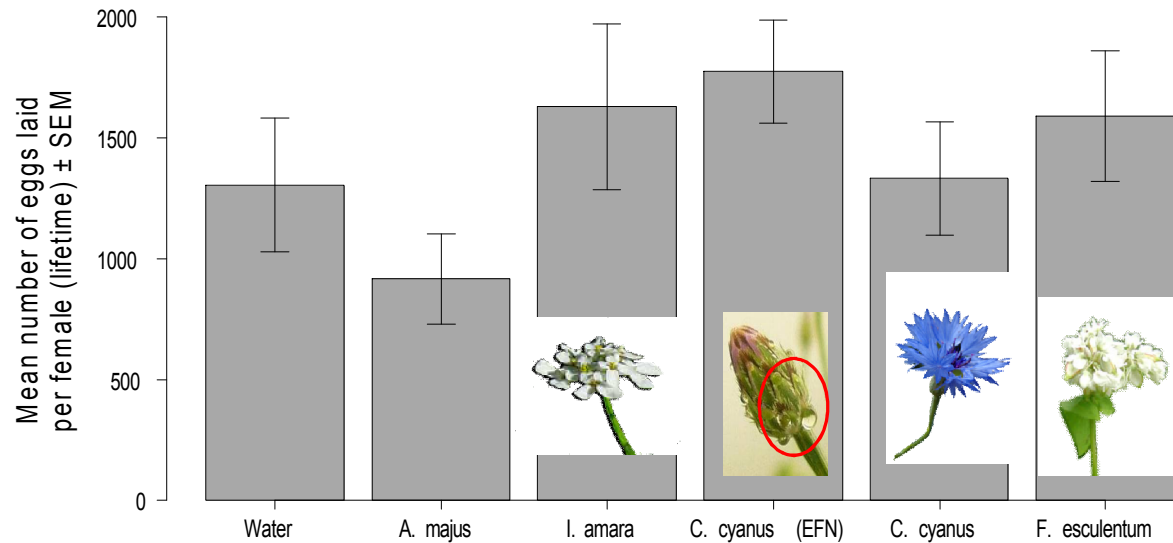 Mean number of eggs laid
per female (lifetime) ± SEM
2000
1500
1000
500
0
Water A. majus I. amara C. cyanus (EFN) C. cyanus F. esculentum